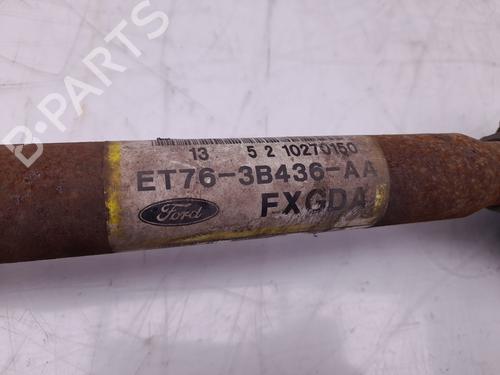 B-PARTS
13 5 2 10270150
ET76-3B436-AA
Ford
FXGDA